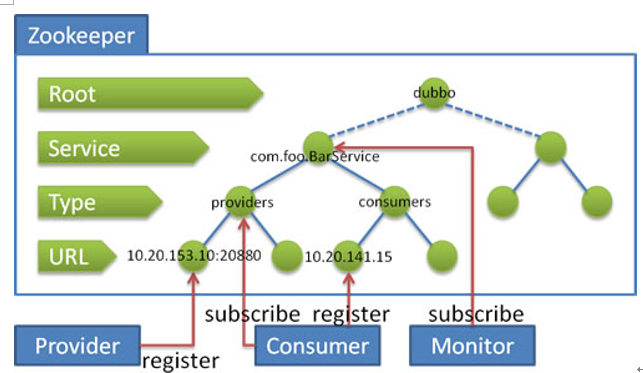 Zookeeper
Root
dubbo
Service
com.foo.BarService
Type
providers
consumers
URL
10.20.153.10:20880
10.20.141.15
subscribe
register
subscribe
Provider
Consumer
Monitor
register